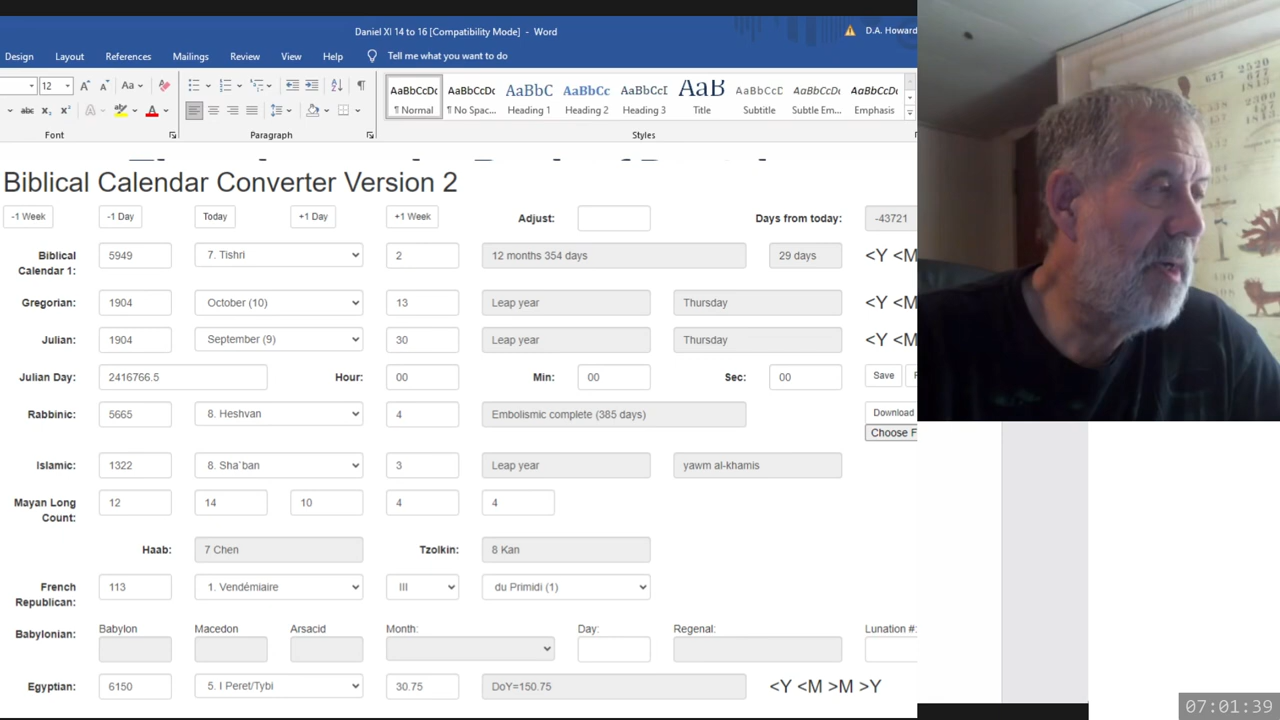 Daniel XI 14 to 16 [Compatibility Mode] - Word
D.A. Howard
Design Layout References Mailings Review View Help Tell me what you want to do
12 Aa
AaBbCcDc AaBbCcDc AaBbC AaBbCc AaBbCcI AaB AaBbCcD AaBbCcDc AaBbCcDc
¶ Normal ¶ No Spac... Heading 1 Heading 2 Heading 3 Title Subtitle Subtle Em... Emphasis
Font Paragraph Styles
Biblical Calendar Converter Version 2
-1 Week -1 Day Today +1 Day +1 Week Adjust: Days from today: -43721
Biblical Calendar 1: 5949 7. Tishri 2 12 months 354 days 29 days <Y <M
Gregorian: 1904 October (10) 13 Leap year Thursday <Y <M
Julian: 1904 September (9) 30 Leap year Thursday <Y <M
Julian Day: 2416766.5 Hour: 00 Min: 00 Sec: 00 Save
Rabbinic: 5665 8. Heshvan 4 Embolismic complete (385 days) Download
Choose F
Islamic: 1322 8. Sha`ban 3 Leap year yawm al-khamis
Mayan Long Count: 12 14 10 4 4
Haab: 7 Chen Tzolkin: 8 Kan
French Republican: 113 1. Vendémiaire III du Primidi (1)
Babylonian: Babylon Macedon Arsacid Month: Day: Regenal: Lunation #:
Egyptian: 6150 5. I Peret/Tybi 30.75 DoY=150.75 <Y <M >M >Y
677
2520
677
07:01:39